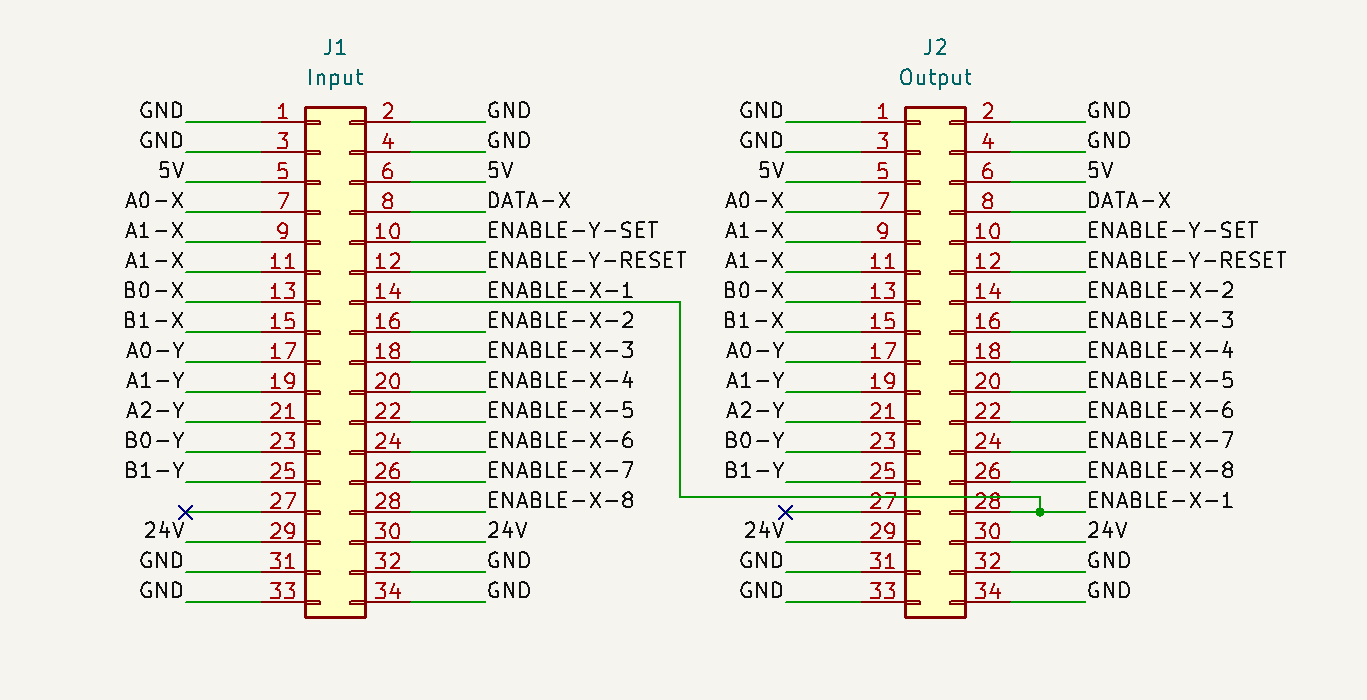 J1
Input
GND 1 2 GND
GND 3 4 GND
5V 5 6 5V
A0-X 7 8 DATA-X
A1-X 9 10 ENABLE-Y-SET
A1-X 11 12 ENABLE-Y-RESET
B0-X 13 14 ENABLE-X-1
B1-X 15 16 ENABLE-X-2
A0-Y 17 18 ENABLE-X-3
A1-Y 19 20 ENABLE-X-4
A2-Y 21 22 ENABLE-X-5
B0-Y 23 24 ENABLE-X-6
B1-Y 25 26 ENABLE-X-7
27 28 ENABLE-X-8
24V 29 30 24V
GND 31 32 GND
GND 33 34 GND
J2
Output
GND 1 2 GND
GND 3 4 GND
5V 5 6 5V
A0-X 7 8 DATA-X
A1-X 9 10 ENABLE-Y-SET
A1-X 11 12 ENABLE-Y-RESET
B0-X 13 14 ENABLE-X-2
B1-X 15 16 ENABLE-X-3
A0-Y 17 18 ENABLE-X-4
A1-Y 19 20 ENABLE-X-5
A2-Y 21 22 ENABLE-X-6
B0-Y 23 24 ENABLE-X-7
B1-Y 25 26 ENABLE-X-8
27 28 ENABLE-X-1
24V 29 30 24V
GND 31 32 GND
GND 33 34 GND